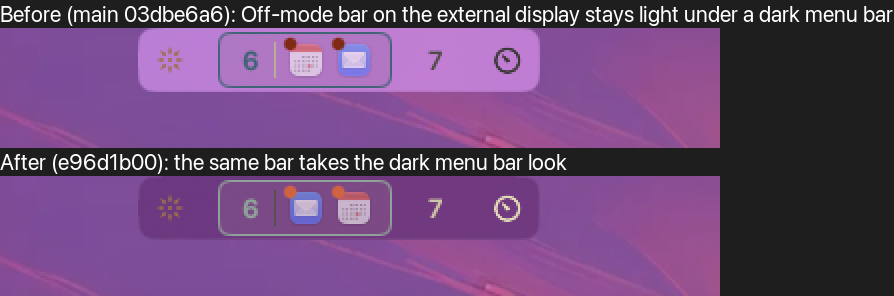 Before (main 03dbe6a6): Off-mode bar on the external display stays light under a dark menu bar
6 7
After (e96d1b00): the same bar takes the dark menu bar look
6 7